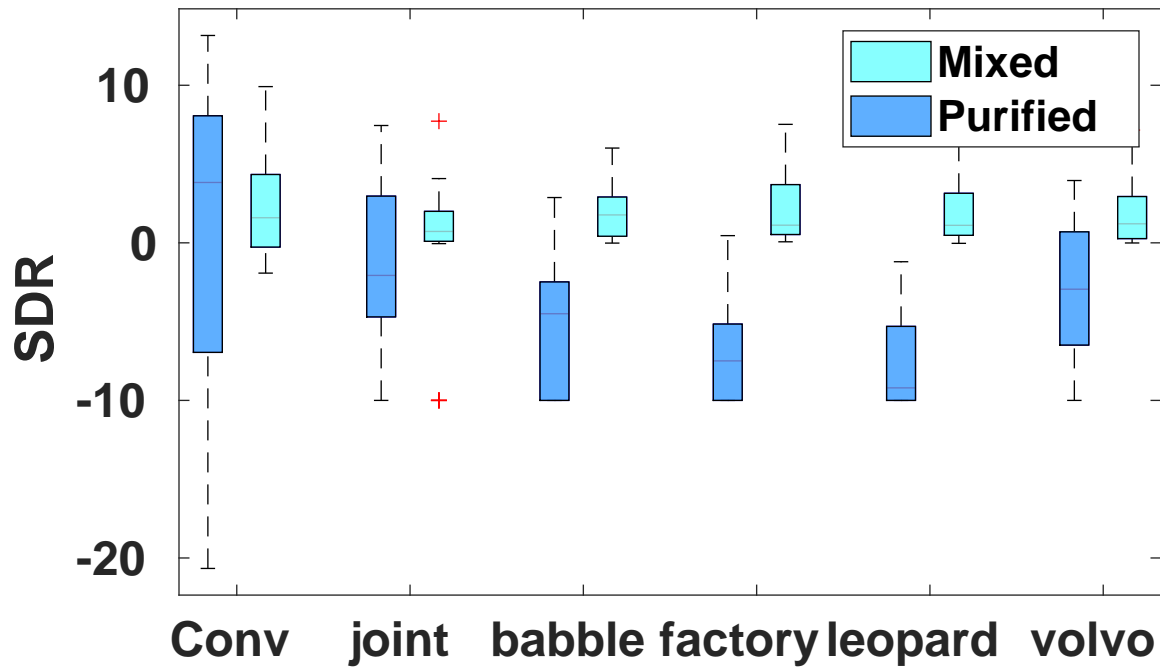 Mixed
Purified
10
0
-10
-20
SDR
Conv joint babble factory leopard volvo